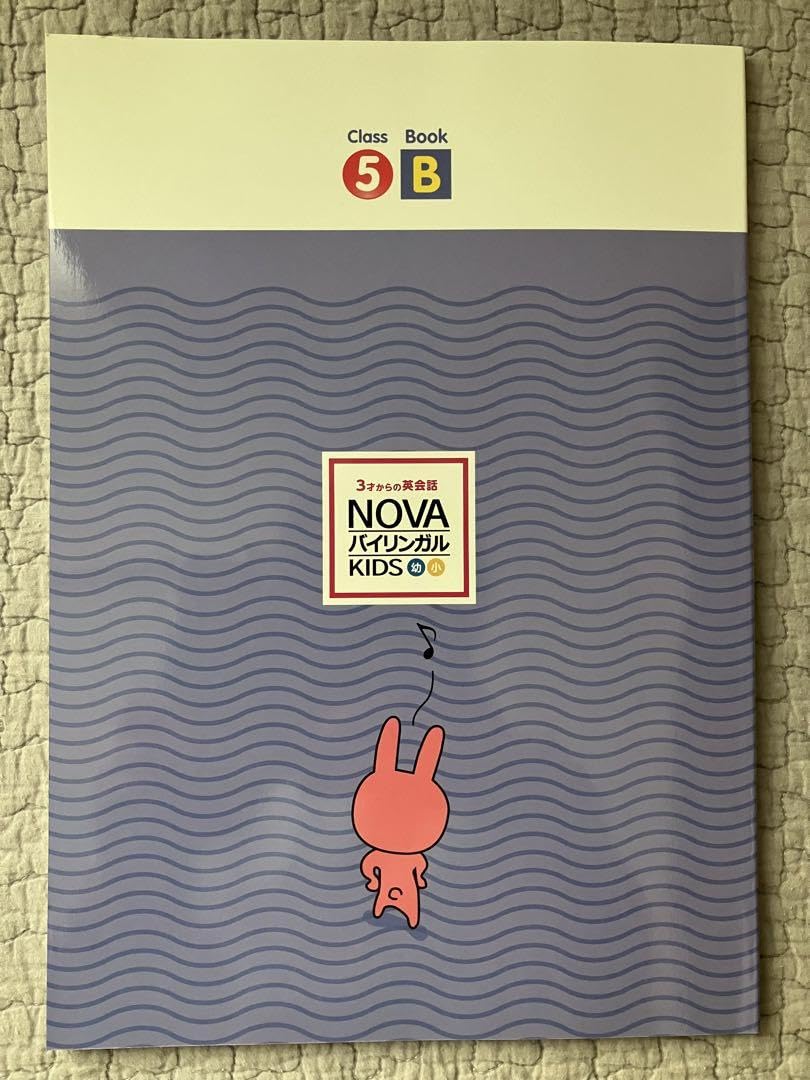 Class Book
5 B
3才からの英会話
NOVA
バイリンガル
KIDS 幼 小